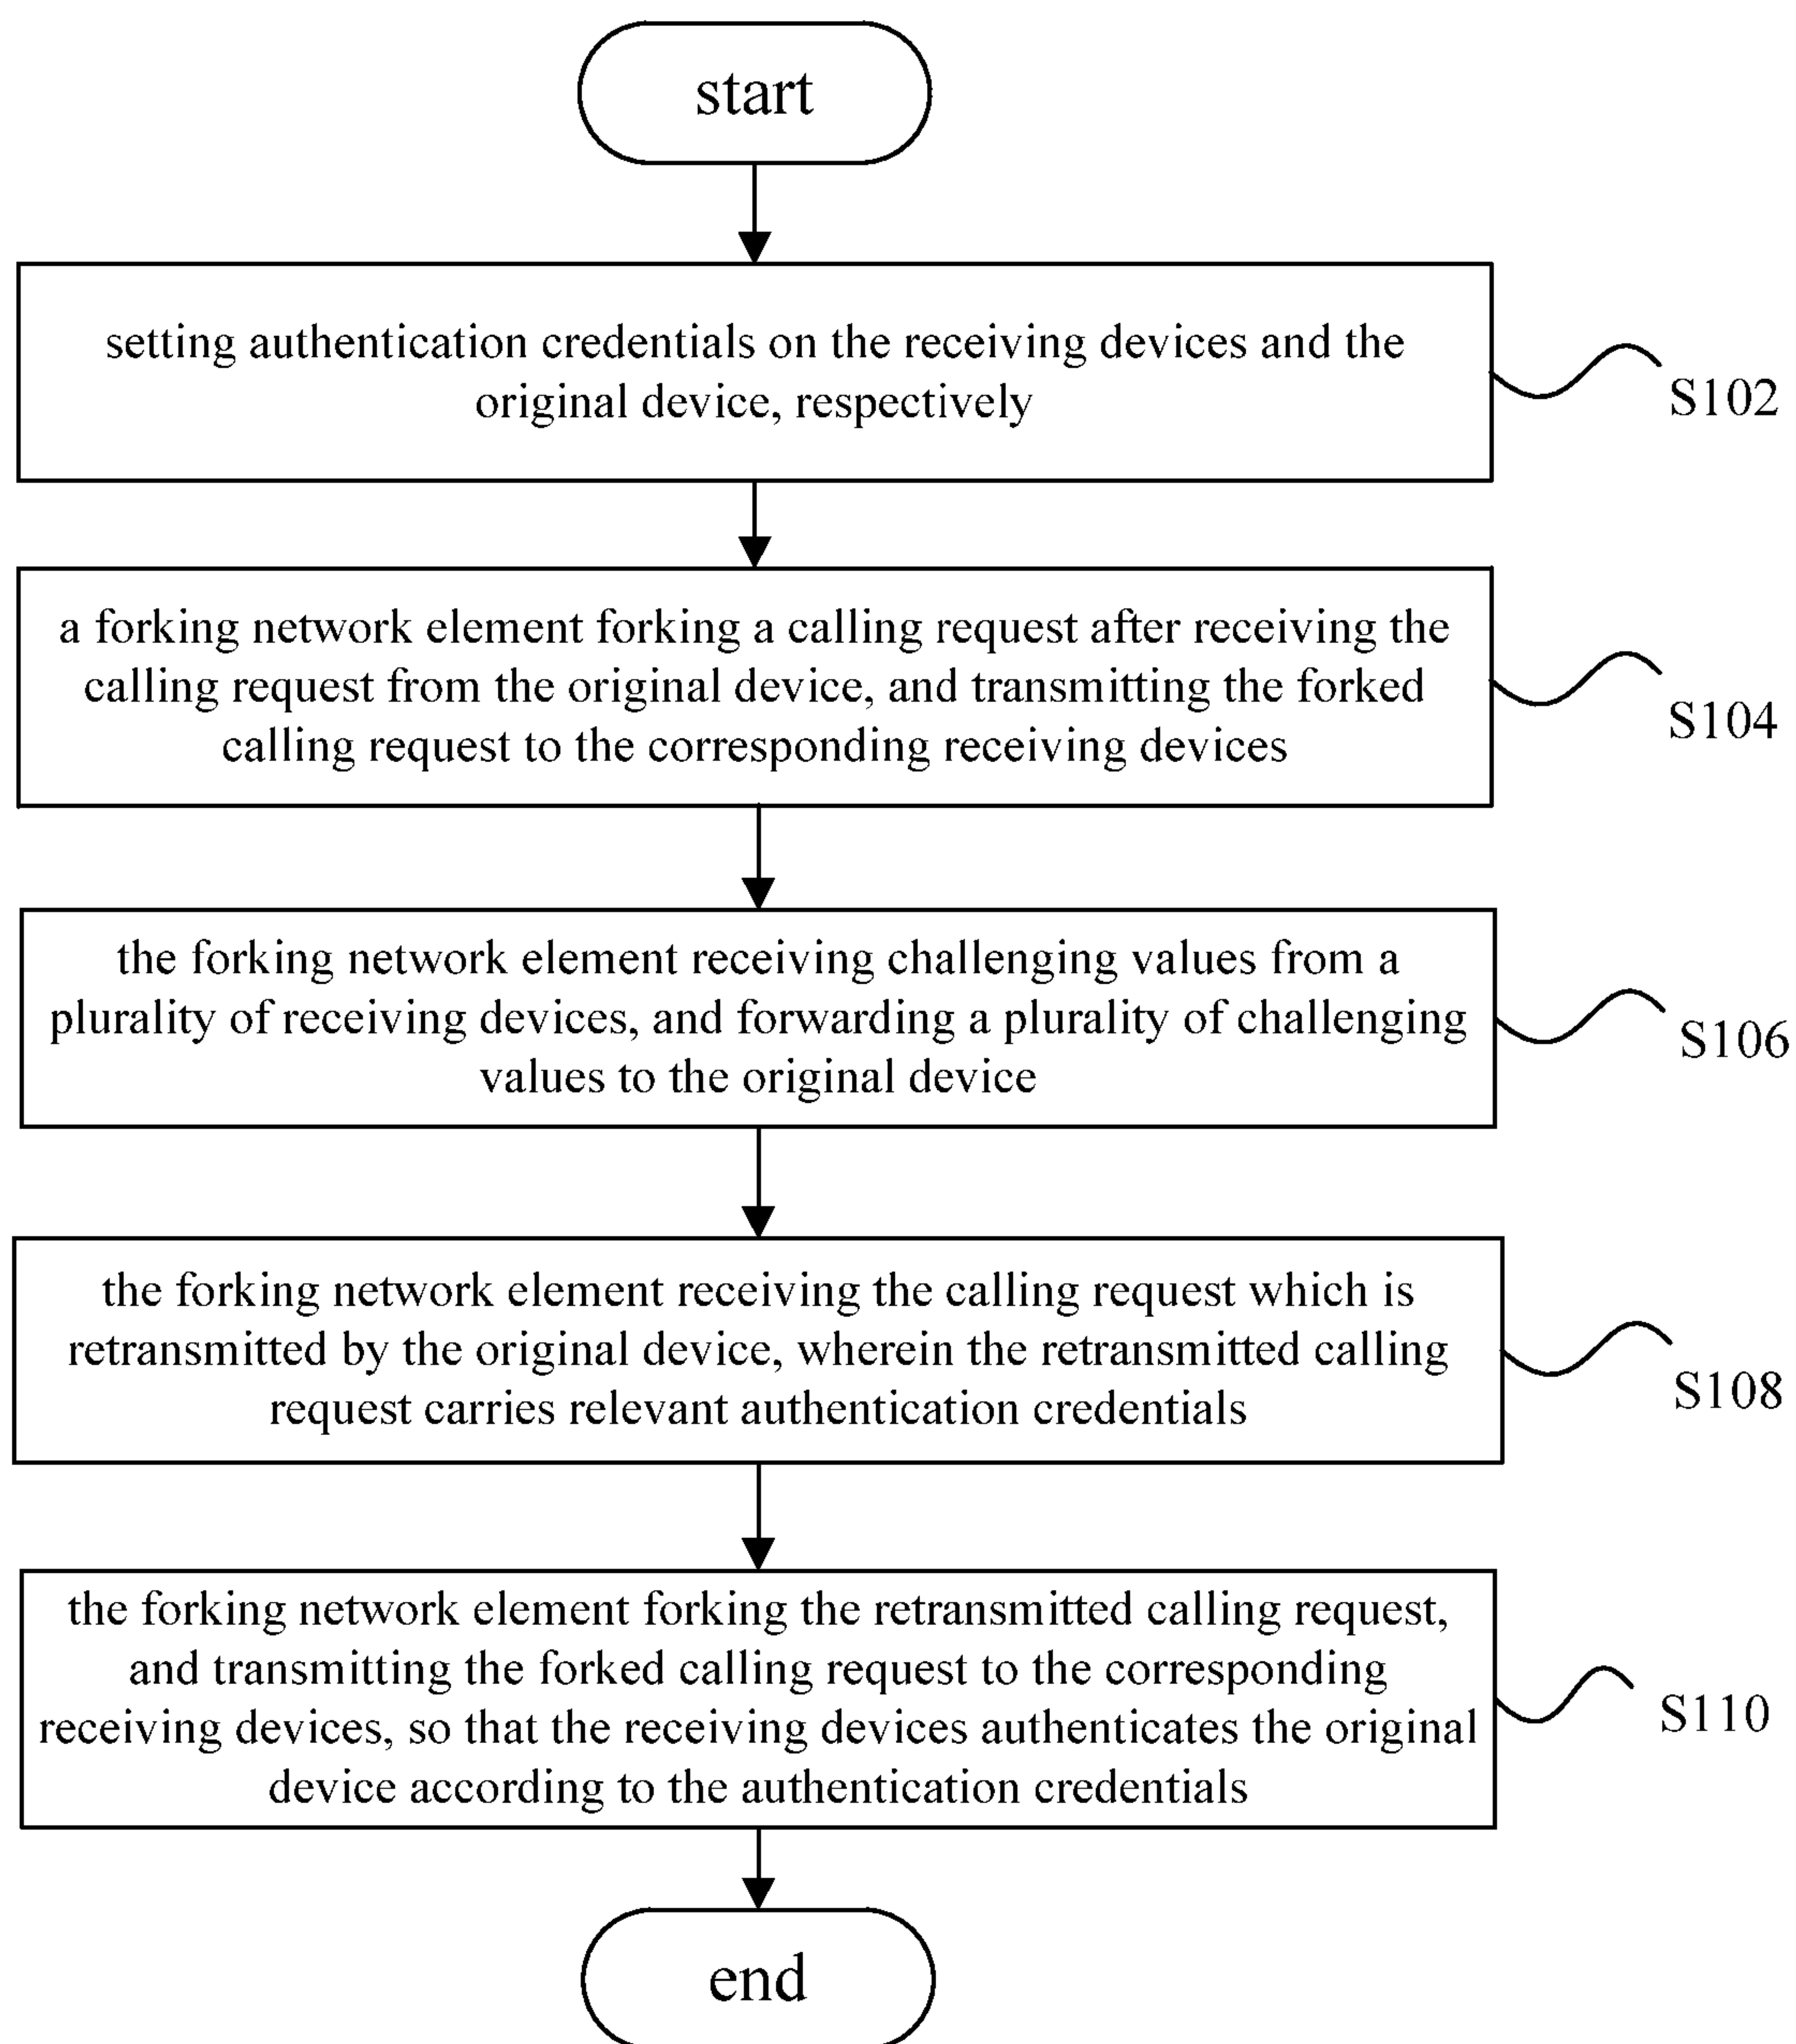 start
setting authentication credentials on the receiving devices and the
original device, respectively
S102
a forking network element forking a calling request after receiving the
calling request from the original device, and transmitting the forked
calling request to the corresponding receiving devices
S104
the forking network element receiving challenging values from a
plurality of receiving devices, and forwarding a plurality of challenging
values to the original device
S106
the forking network element receiving the calling request which is
retransmitted by the original device, wherein the retransmitted calling
request carries relevant authentication credentials
S108
the forking network element forking the retransmitted calling request,
and transmitting the forked calling request to the corresponding
receiving devices, so that the receiving devices authenticates the original
device according to the authentication credentials
S110
end